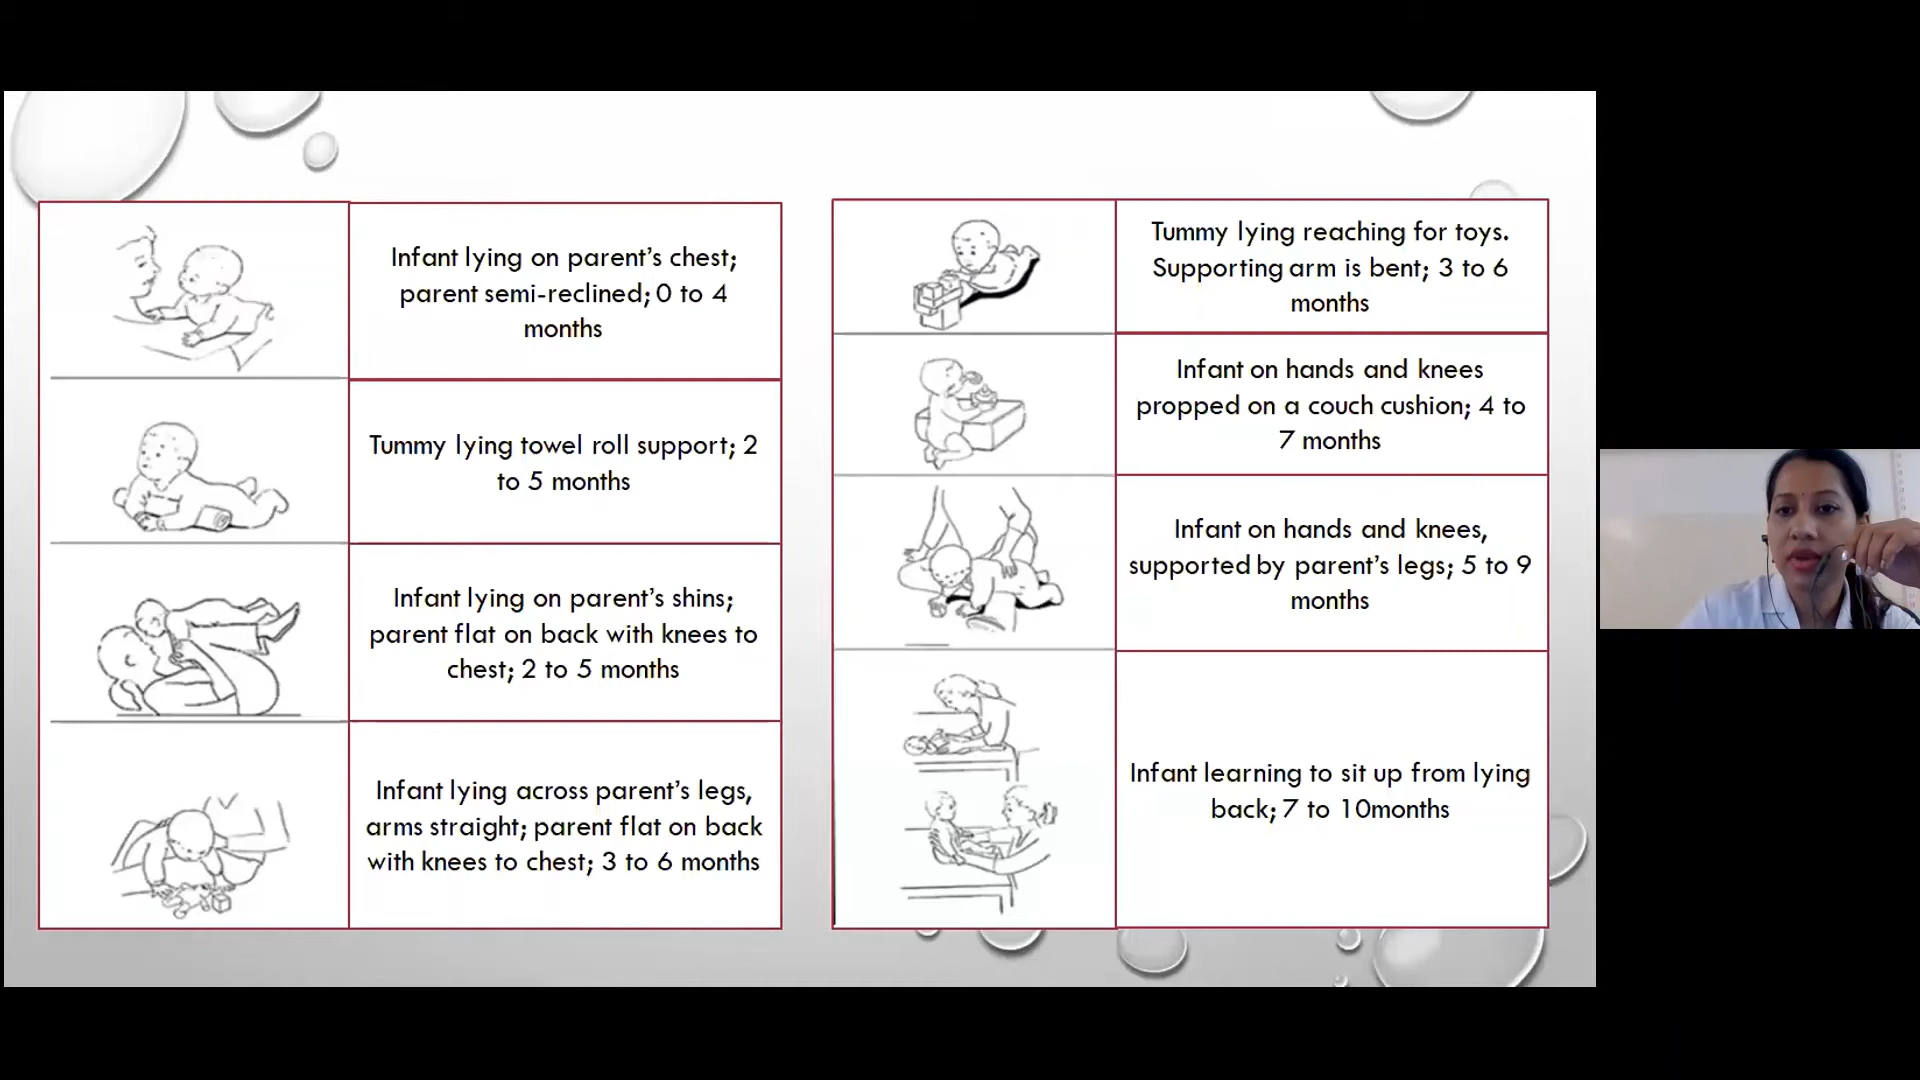 Infant lying on parent’s chest;
parent semi-reclined; 0 to 4
months
Tummy lying towel roll support; 2
to 5 months
Infant lying on parent’s shins;
parent flat on back with knees to
chest; 2 to 5 months
Infant lying across parent’s legs,
arms straight; parent flat on back
with knees to chest; 3 to 6 months
Tummy lying reaching for toys.
Supporting arm is bent; 3 to 6
months
Infant on hands and knees
propped on a couch cushion; 4 to
7 months
Infant on hands and knees,
supported by parent’s legs; 5 to 9
months
Infant learning to sit up from lying
back; 7 to 10months